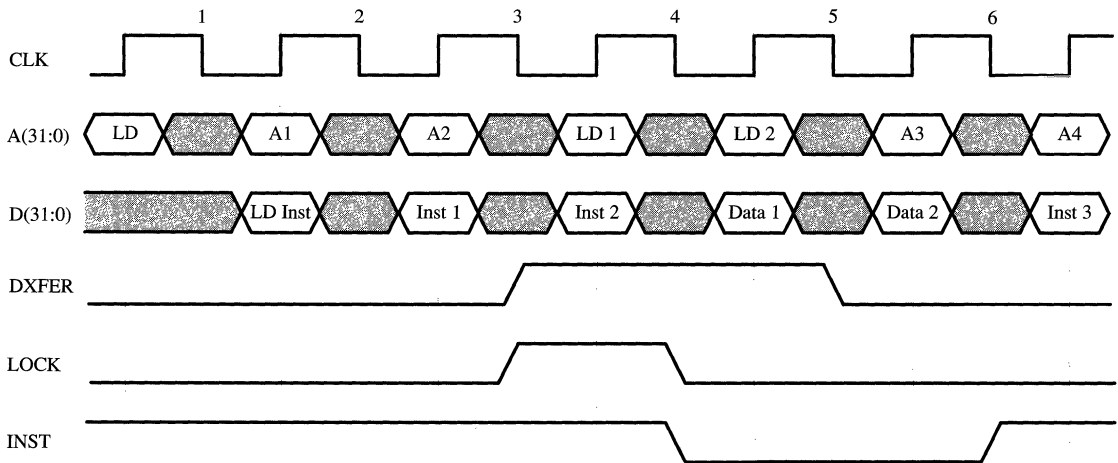 1 2 3 4 5 6
CLK
A(31:0) LD A1 A2 LD 1 LD 2 A3 A4
D(31:0) LD Inst Inst 1 Inst 2 Data 1 Data 2 Inst 3
DXFER
LOCK
INST